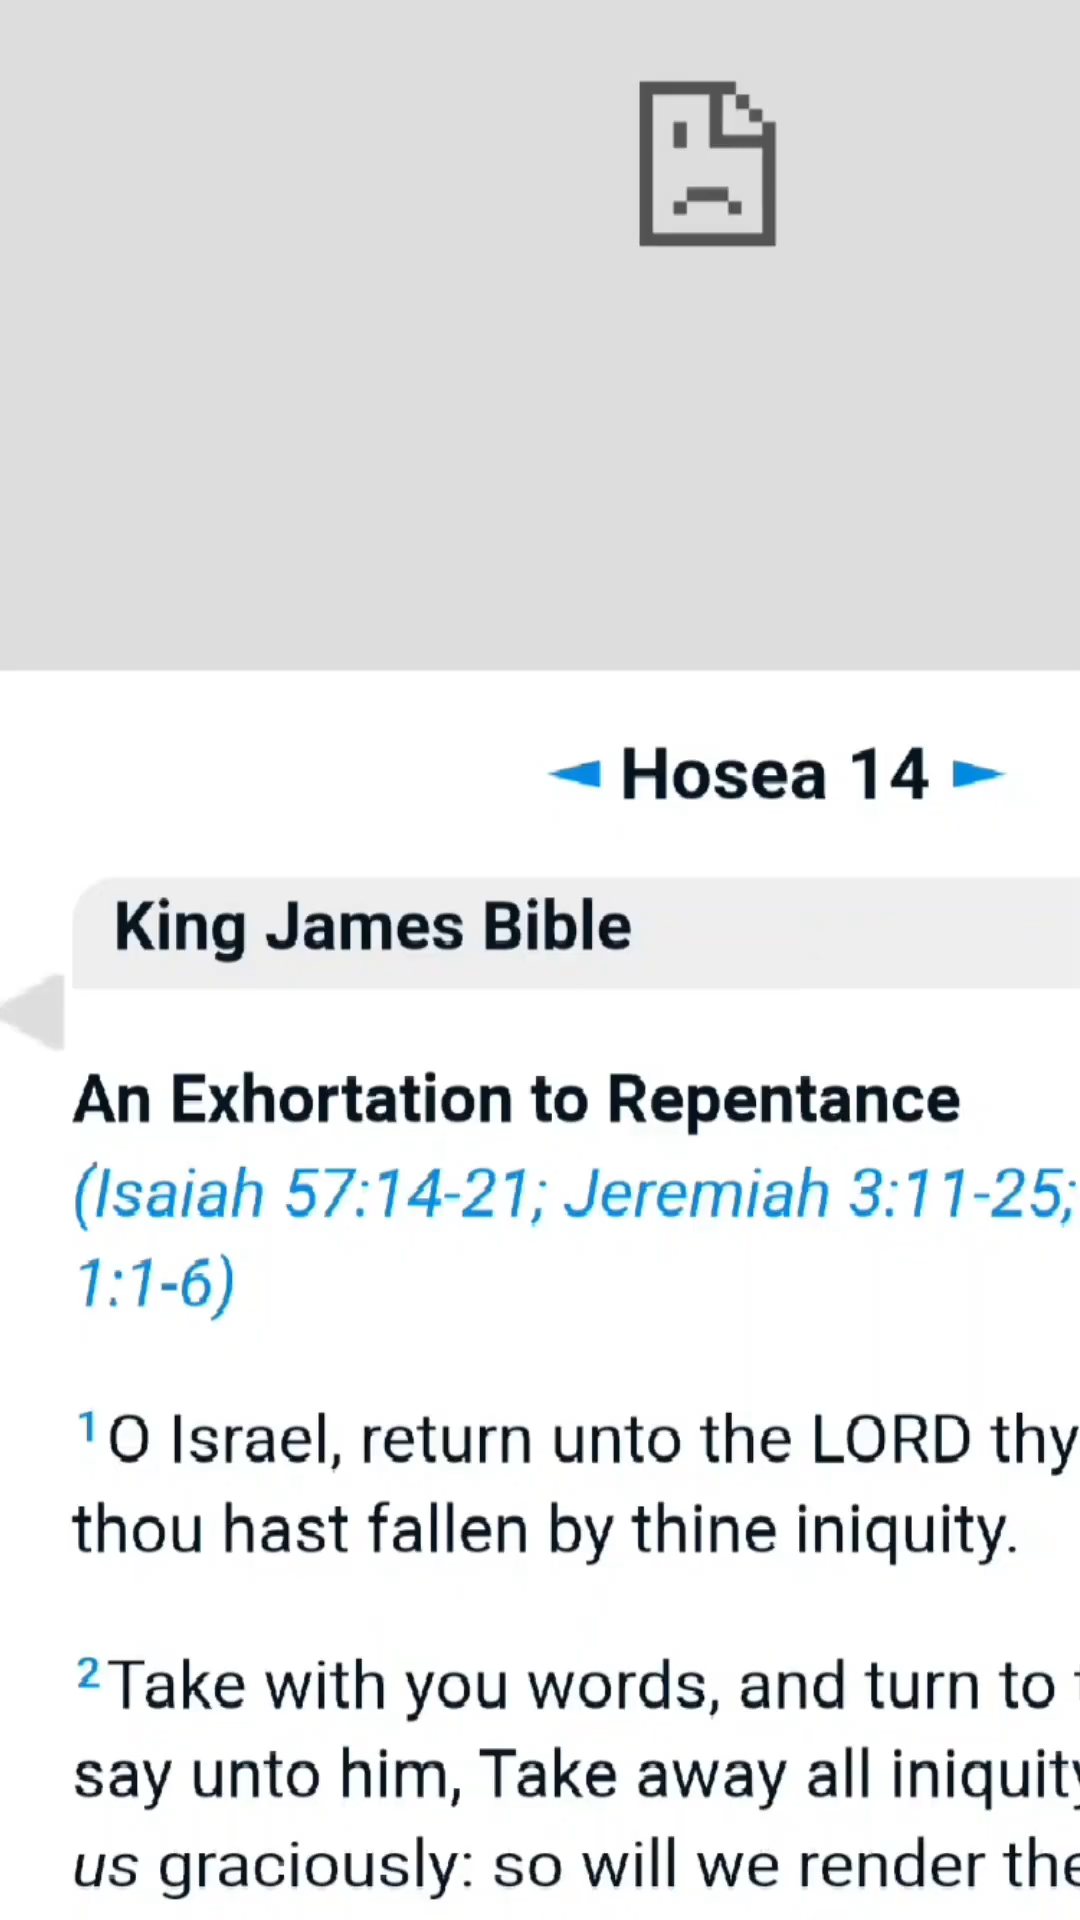 Hosea 14
King James Bible
An Exhortation to Repentance
(Isaiah 57:14-21; Jeremiah 3:11-25;
1:1-6)
1 O Israel, return unto the LORD thy
thou hast fallen by thine iniquity.
2 Take with you words, and turn to
say unto him, Take away all iniquity
us graciously: so will we render the